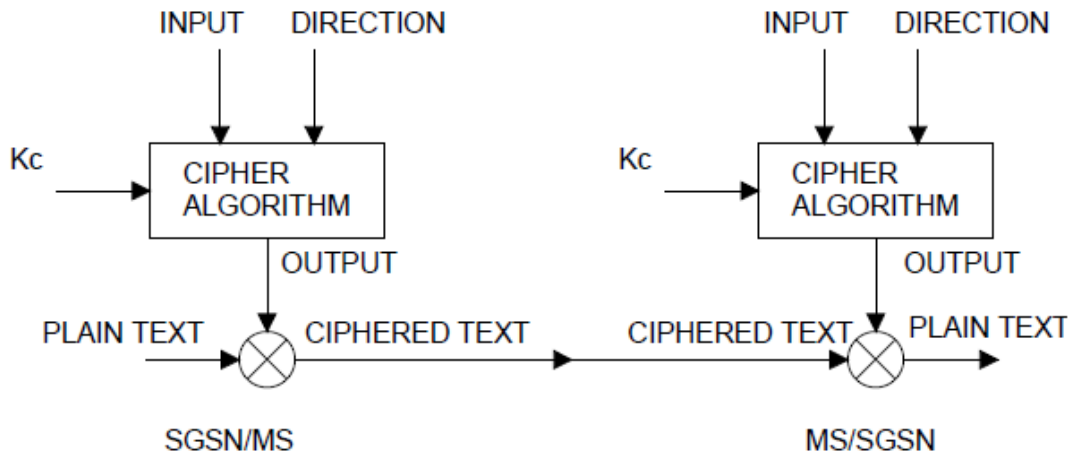 INPUT DIRECTION INPUT DIRECTION
Kc CIPHER Kc CIPHER
ALGORITHM ALGORITHM
OUTPUT OUTPUT
PLAIN TEXT CIPHERED TEXT CIPHERED TEXT PLAIN TEXT
SGSN/MS MS/SGSN